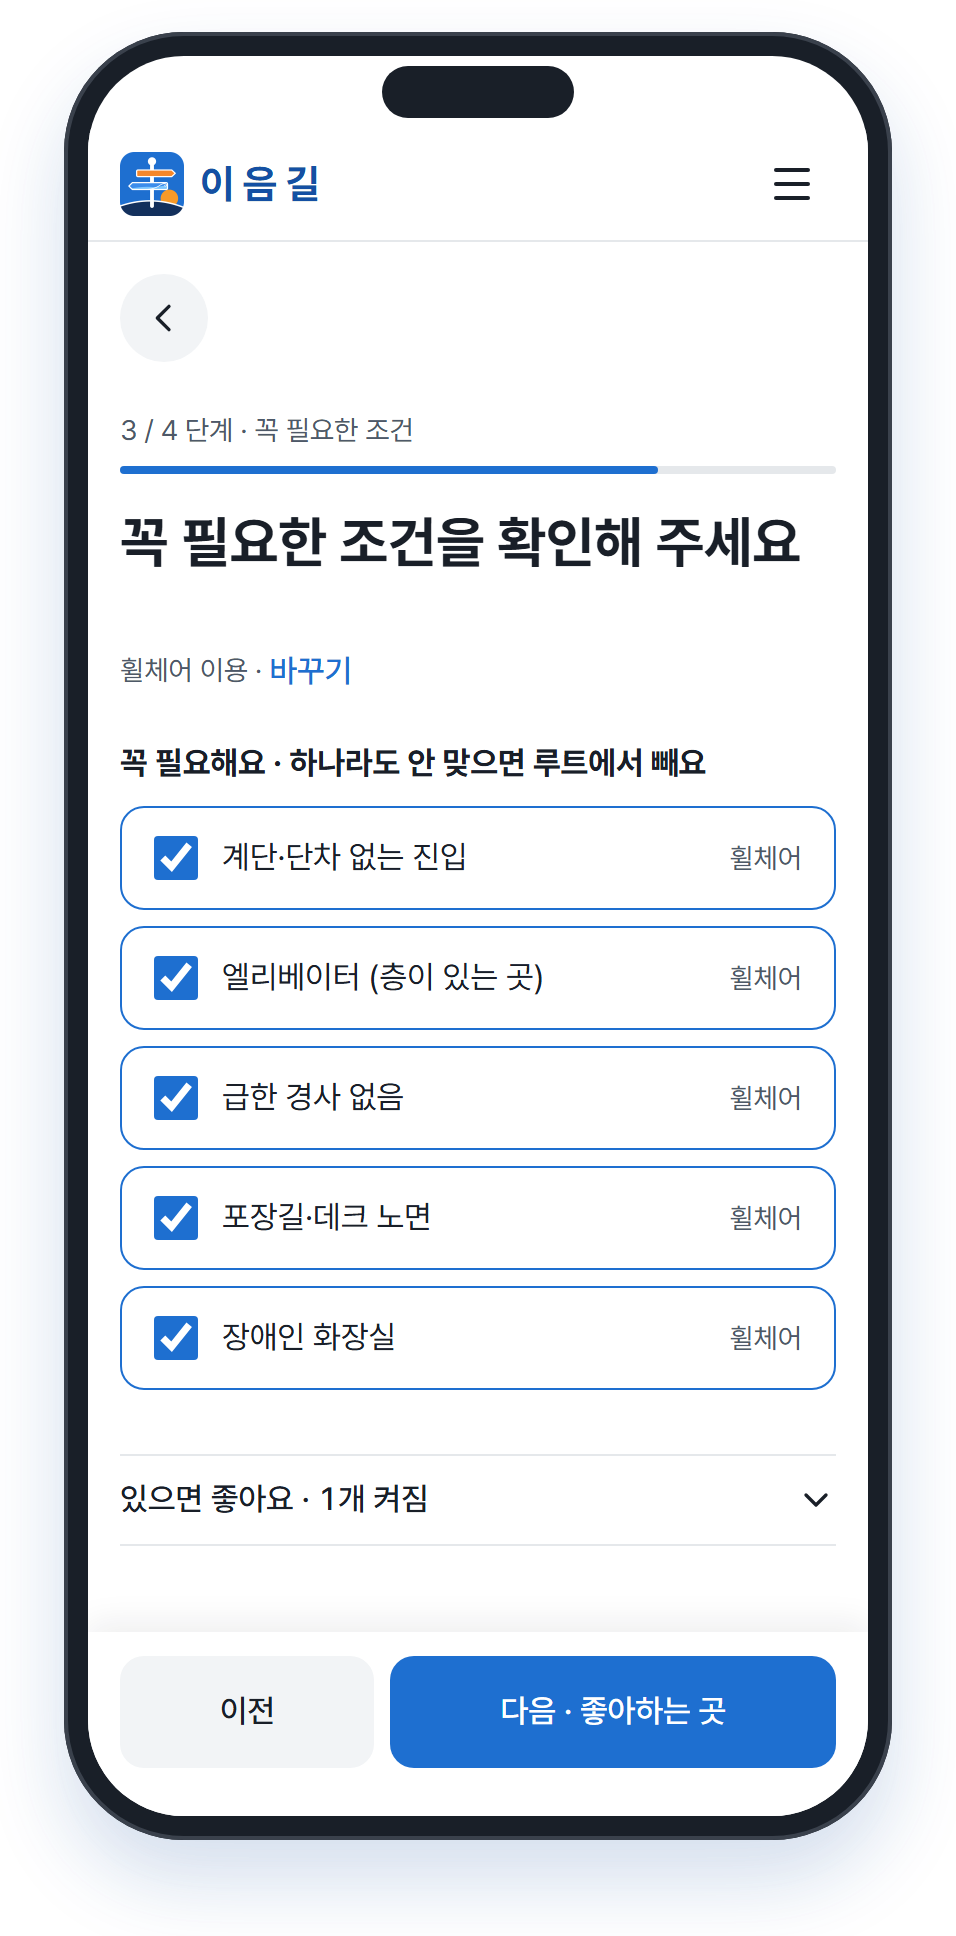 이음길
3 / 4 단계 · 꼭 필요한 조건
꼭 필요한 조건을 확인해 주세요
휠체어 이용 · 바꾸기
꼭 필요해요 · 하나라도 안 맞으면 루트에서 빼요
계단·단차 없는 진입 휠체어
엘리베이터 (층이 있는 곳) 휠체어
급한 경사 없음 휠체어
포장길·데크 노면 휠체어
장애인 화장실 휠체어
있으면 좋아요 · 1개 켜짐
이전 다음 · 좋아하는 곳